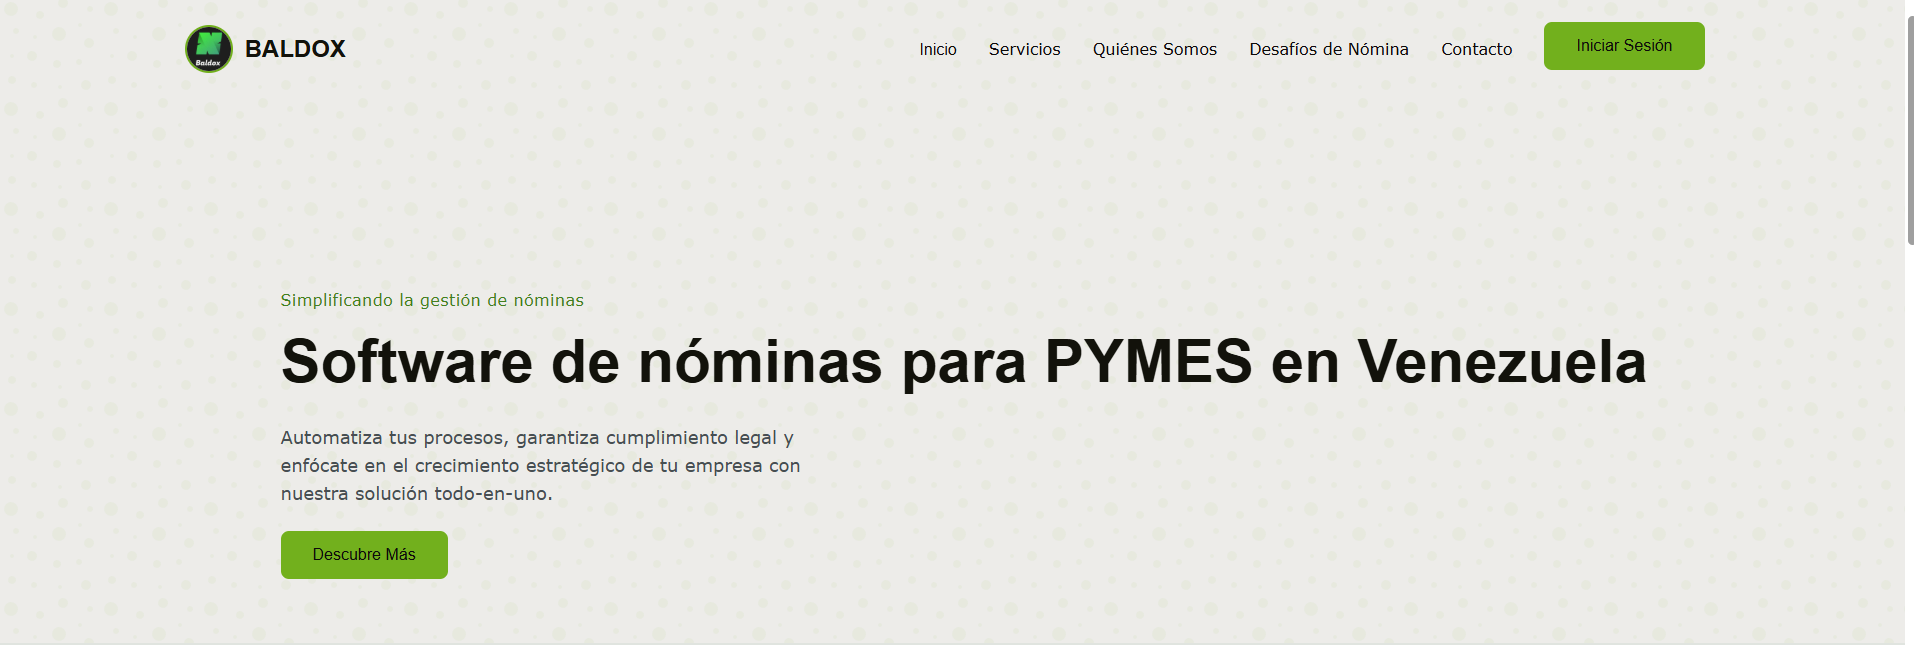 Baldox
BALDOX
Inicio
Servicios
Quiénes Somos
Desafíos de Nómina
Contacto
Iniciar Sesión
Simplificando la gestión de nóminas
Software de nóminas para PYMES en Venezuela
Automatiza tus procesos, garantiza cumplimiento legal y
enfócate en el crecimiento estratégico de tu empresa con
nuestra solución todo-en-uno.
Descubre Más